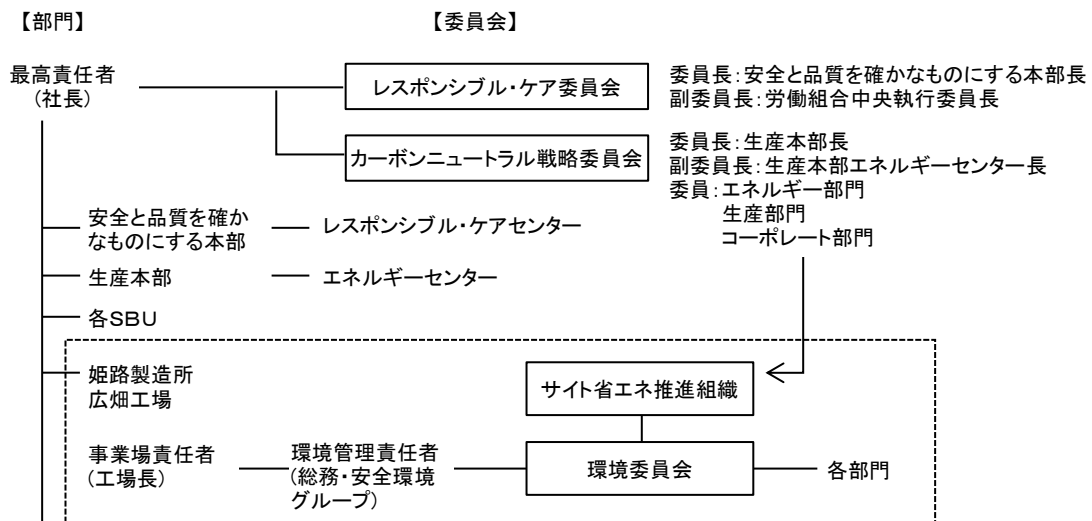 【部門】
【委員会】
最高責任者
(社長)
レスポンシブル・ケア委員会
委員長:安全と品質を確かなものにする本部長
副委員長:労働組合中央執行委員長
カーボンニュートラル戦略委員会
委員長:生産本部長
副委員長:生産本部エネルギーセンター長
委員:エネルギー部門
生産部門
コーポレート部門
安全と品質を確か
なものにする本部
レスポンシブル・ケアセンター
生産本部
エネルギーセンター
各SBU
姫路製造所
広畑工場
サイト省エネ推進組織
事業場責任者
(工場長)
環境管理責任者
(総務・安全環境
グループ)
環境委員会
各部門